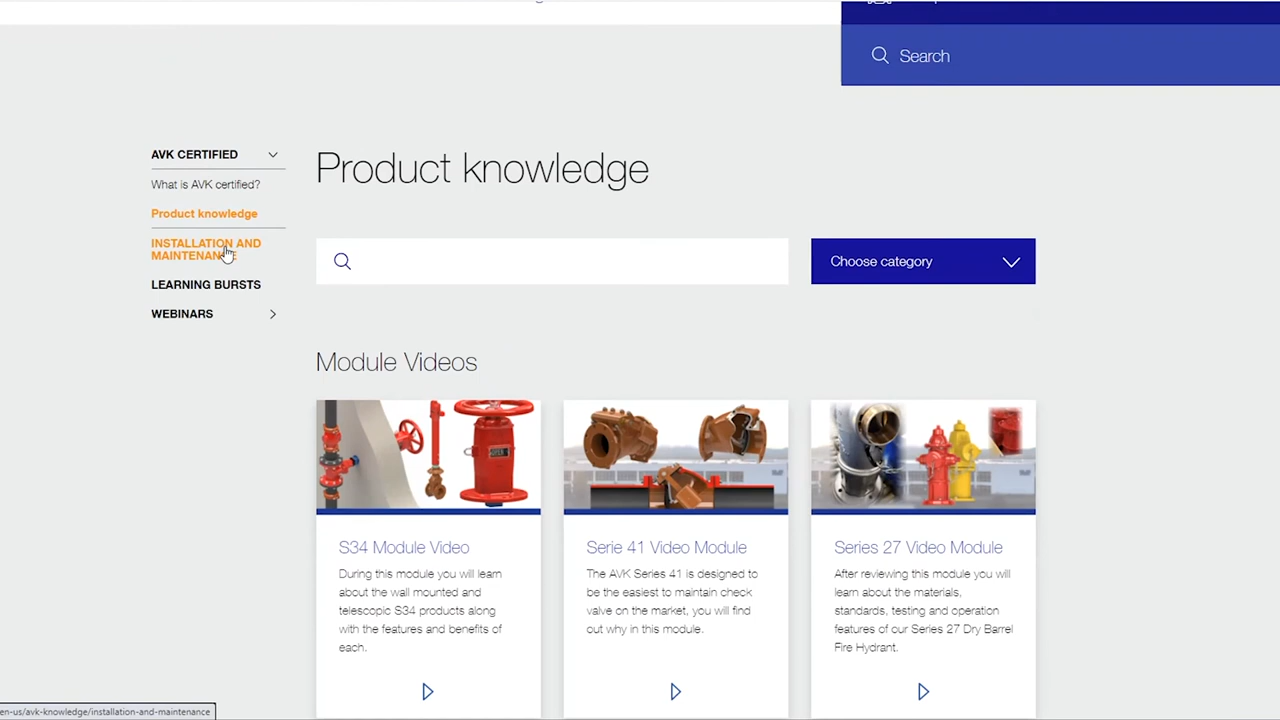 Search
AVK CERTIFIED
What is AVK certified?
Product knowledge
INSTALLATION AND
MAINTENANCE
LEARNING BURSTS
WEBINARS
Product knowledge
Choose category
Module Videos
OPEN
S34 Module Video
During this module you will learn
about the wall mounted and
telescopic S34 products along
with the features and benefits of
each.
Serie 41 Video Module
The AVK Series 41 is designed to
be the easiest to maintain check
valve on the market, you will find
out why in this module.
Series 27 Video Module
After reviewing this module you will
learn about the materials,
standards, testing and operation
features of our Series 27 Dry Barrel
Fire Hydrant.
en-us/avk-knowledge/installation-and-maintenance